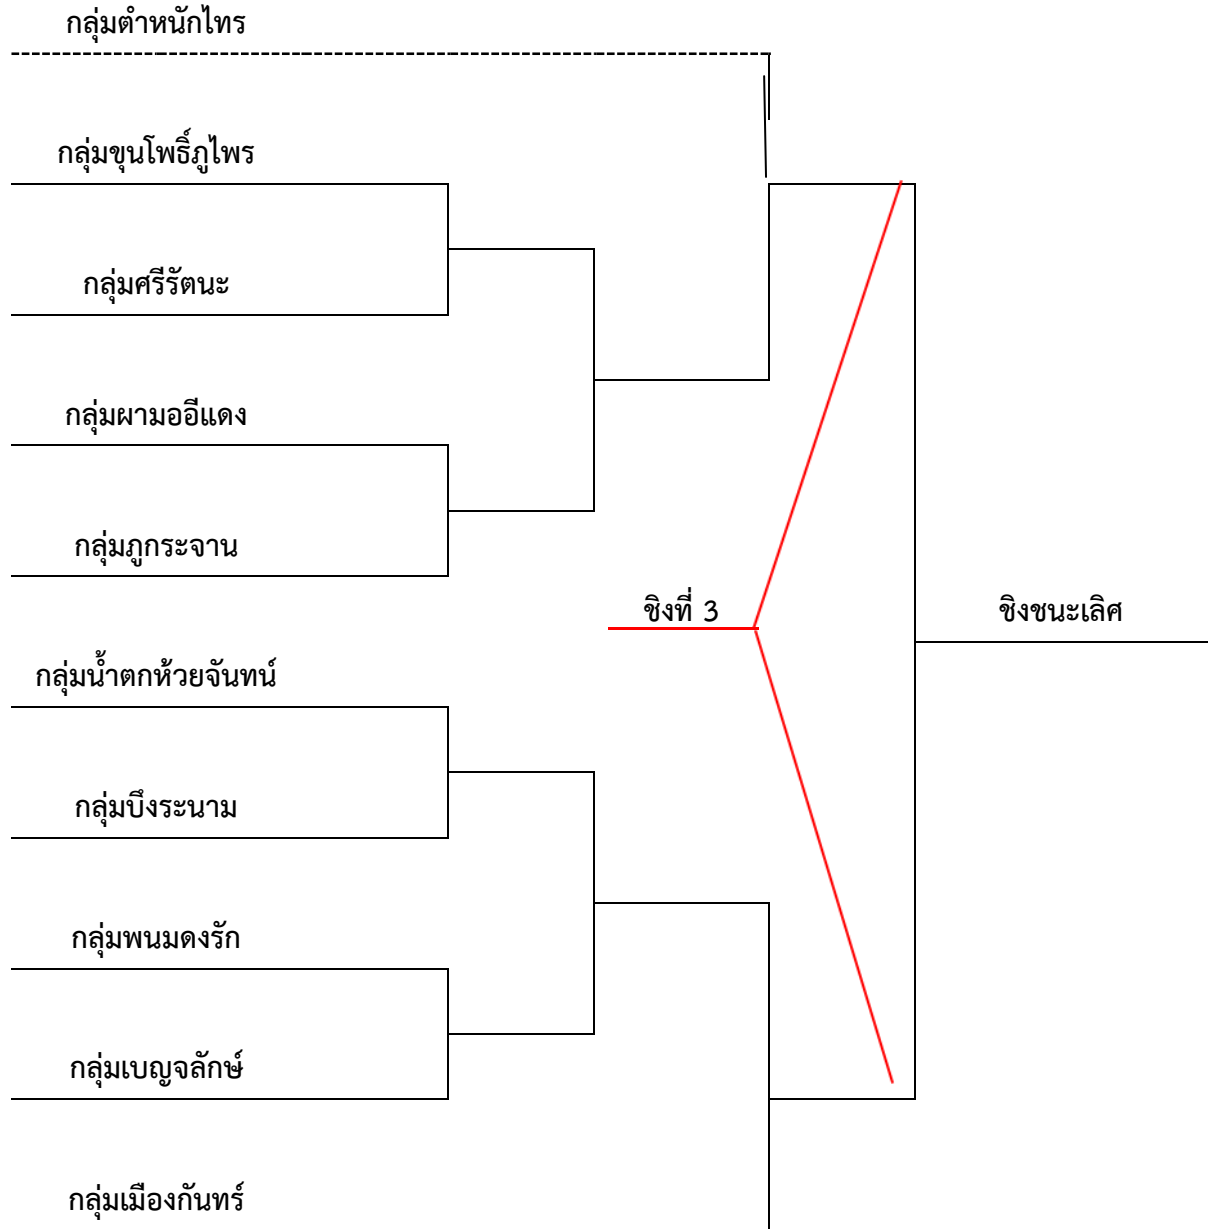 กลุ่มตำหนักไทร
กลุ่มขุนโพธิ์ภูไพร
กลุ่มศรีรัตนะ
กลุ่มผามออีแดง
กลุ่มภูกระจาน
ชิงที่ 3
ชิงชนะเลิศ
กลุ่มน้ำตกห้วยจันทน์
กลุ่มบึงระนาม
กลุ่มพนมดงรัก
กลุ่มเบญจลักษ์
กลุ่มเมืองกันทร์